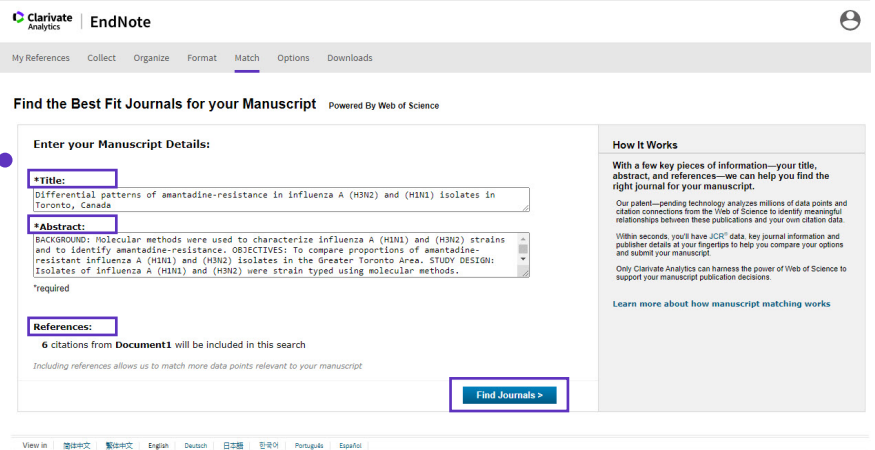 Clarivate Analytics | EndNote
My References Collect Organize Format Match Options Downloads
Find the Best Fit Journals for your Manuscript Powered By Web of Science
Enter your Manuscript Details:
*Title:
Differential patterns of amantadine-resistance in influenza A (H3N2) and (H1N1) isolates in
Toronto, Canada
*Abstract:
BACKGROUND: Molecular methods were used to characterize influenza A (H1N1) and (H3N2) strains
and to identify amantadine-resistance. OBJECTIVES: To compare proportions of amantadine-
resistant influenza A (H1N1) and (H3N2) isolates in the Greater Toronto Area. STUDY DESIGN:
Isolates of influenza A (H1N1) and (H3N2) were strain typed using molecular methods.
*required
References:
6 citations from Document1 will be included in this search
Including references allows us to match more data points relevant to your manuscript
Find Journals >
How It Works
With a few key pieces of information—your title,
abstract, and references—we can help you find the
right journal for your manuscript.
Our patent—pending technology analyzes millions of data points and
citation connections from the Web of Science to identify meaningful
relationships between these publications and your own citation data.
Within seconds, you'll have JCR® data, key journal information and
publisher details at your fingertips to help you compare your options
and submit your manuscript.
Only Clarivate Analytics can harness the power of Web of Science to
support your manuscript publication decisions.
Learn more about how manuscript matching works
View in | 简体中文 | 繁体中文 | English | Deutsch | 日本語 | 한국어 | Português | Español |